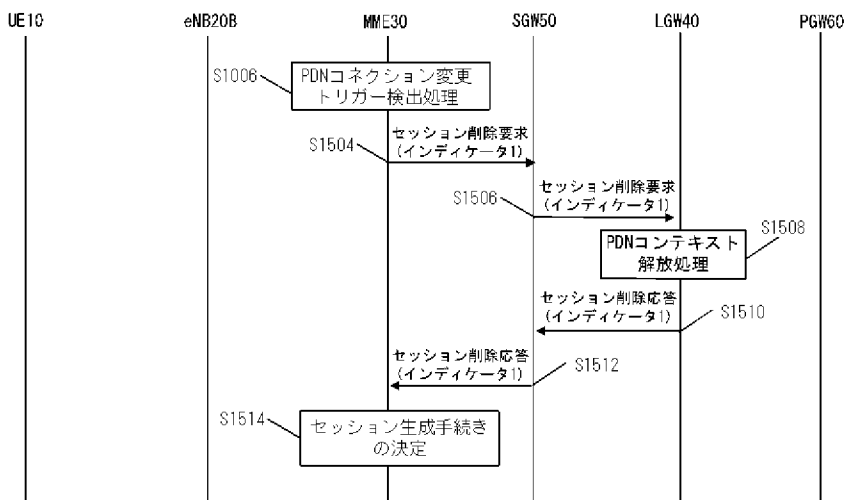 UE10
eNB20B
MME30
SGW50
LGW40
PGW60
S1006
PDNコネクション変更
トリガー検出処理
S1504
セッション削除要求
(インディケータ1)
S1506
セッション削除要求
(インディケータ1)
PDNコンテキスト
解放処理
S1508
セッション削除応答
(インディケータ1)
S1510
セッション削除応答
(インディケータ1)
S1512
S1514
セッション生成手続き
の決定